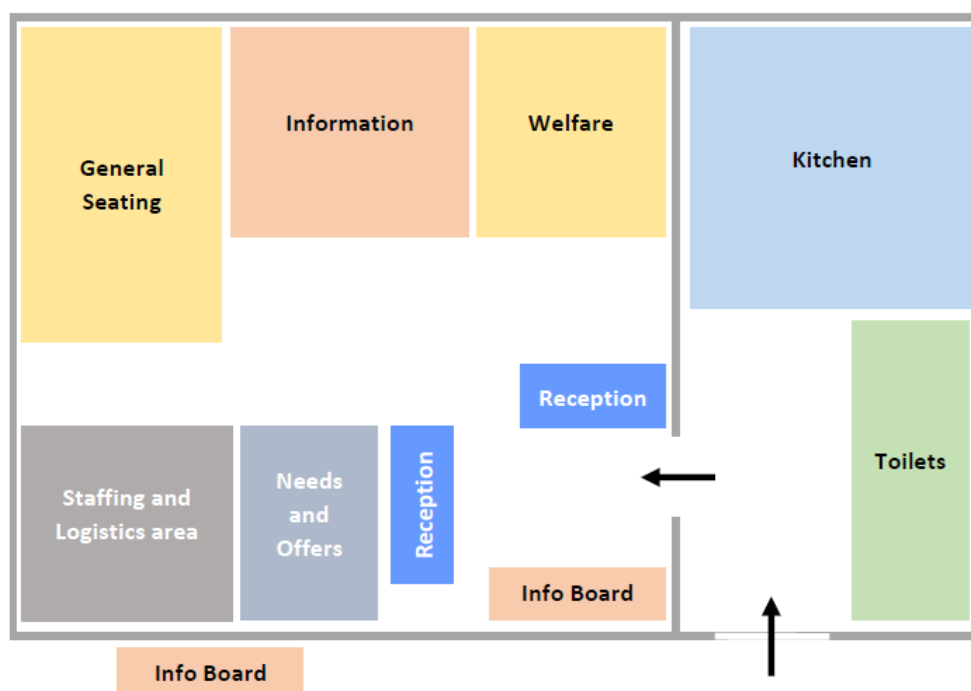 General
Seating
Information
Welfare
Kitchen
Reception
Staffing and
Logistics area
Needs
and
Offers
Reception
Toilets
Info Board
Info Board